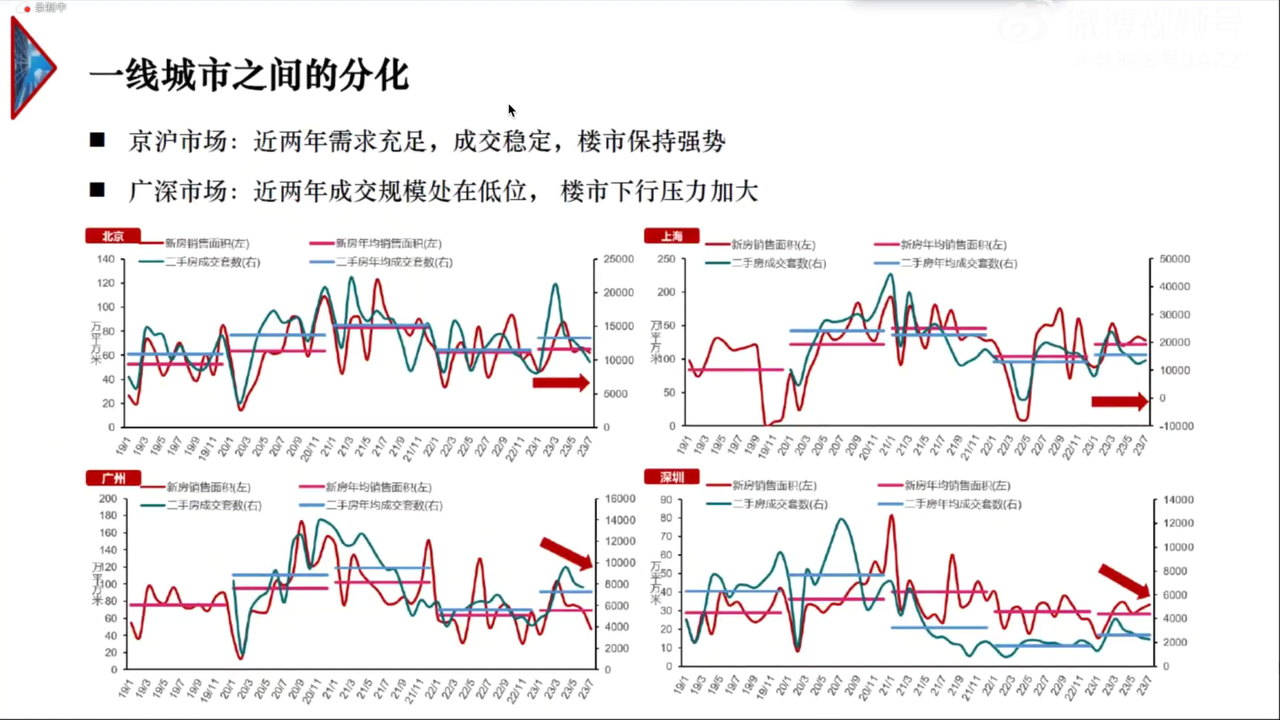 录制中
微博视频号
一线城市之间的分化
■ 京沪市场：近两年需求充足，成交稳定，楼市保持强势
■ 广深市场：近两年成交规模处在低位， 楼市下行压力加大
北京
新房销售面积(左) 新房年均销售面积(左)
二手房成交套数(右) 二手房年均成交套数(右)
万平方米
140 120 100 80 60 40 20 0
25000 20000 15000 10000 5000 0
19/1 19/3 19/5 19/7 19/9 19/11 20/1 20/3 20/5 20/7 20/9 20/11 21/1 21/3 21/5 21/7 21/9 21/11 22/1 22/3 22/5 22/7 22/9 22/11 23/1 23/3 23/5 23/7
上海
新房销售面积(左) 新房年均销售面积(左)
二手房成交套数(右) 二手房年均成交套数(右)
万平方米
250 200 150 100 50 0
50000 40000 30000 20000 10000 0 -10000
19/1 19/3 19/5 19/7 19/9 19/11 20/1 20/3 20/5 20/7 20/9 20/11 21/1 21/3 21/5 21/7 21/9 21/11 22/1 22/3 22/5 22/7 22/9 22/11 23/1 23/3 23/5 23/7
广州
新房销售面积(左) 新房年均销售面积(左)
二手房成交套数(右) 二手房年均成交套数(右)
万平方米
200 180 160 140 120 100 80 60 40 20 0
16000 14000 12000 10000 8000 6000 4000 2000 0
19/1 19/3 19/5 19/7 19/9 19/11 20/1 20/3 20/5 20/7 20/9 20/11 21/1 21/3 21/5 21/7 21/9 21/11 22/1 22/3 22/5 22/7 22/9 22/11 23/1 23/3 23/5 23/7
深圳
新房销售面积(左) 新房年均销售面积(左)
二手房成交套数(右) 二手房年均成交套数(右)
万平方米
90 80 70 60 50 40 30 20 10 0
14000 12000 10000 8000 6000 4000 2000 0
19/1 19/3 19/5 19/7 19/9 19/11 20/1 20/3 20/5 20/7 20/9 20/11 21/1 21/3 21/5 21/7 21/9 21/11 22/1 22/3 22/5 22/7 22/9 22/11 23/1 23/3 23/5 23/7